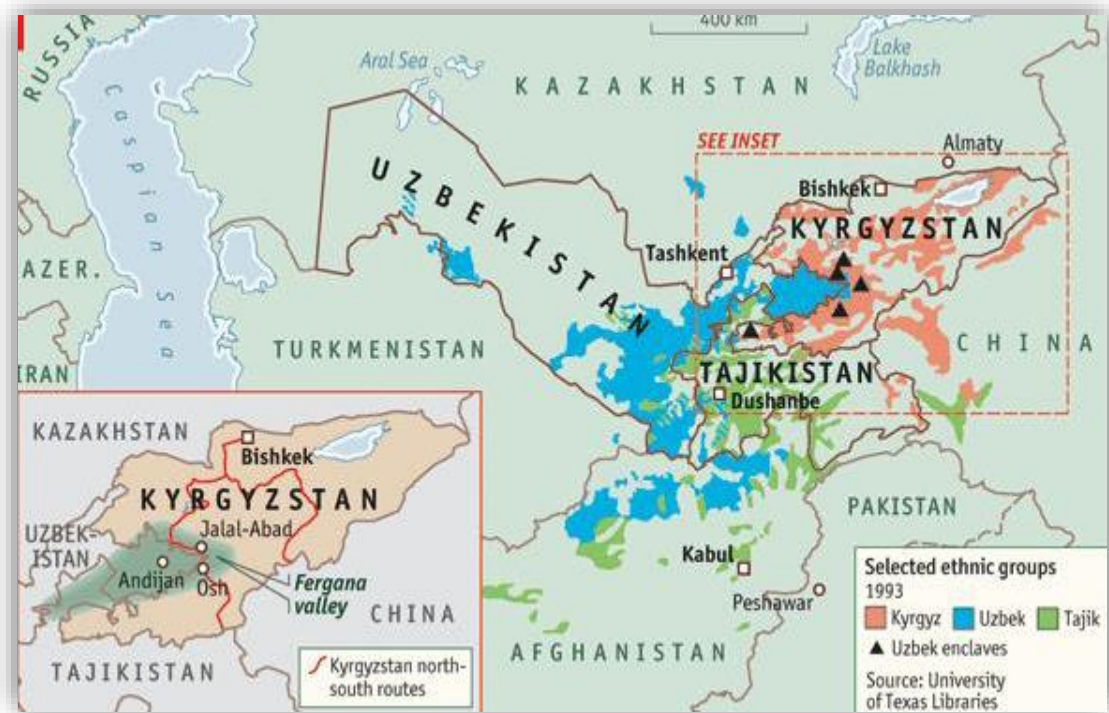 400 km
RUSSIA
Caspian Sea
Aral Sea
KAZAKHSTAN
Lake
Balkhash
SEE INSET
Almaty
Bishkek
UZBEKISTAN
KYRGYZSTAN
Tashkent
AZER.
TURKMENISTAN
CHINA
IRAN
TAJIKISTAN
Dushanbe
PAKISTAN
Kabul
Peshawar
AFGHANISTAN
KAZAKHSTAN
Bishkek
KYRGYZSTAN
UZBEK-
ISTAN
Jalal-Abad
Andijan
Osh
Fergana
valley
CHINA
TAJIKISTAN
Kyrgyzstan north-
south routes
Selected ethnic groups
1993
Kyrgyz Uzbek Tajik
Uzbek enclaves
Source: University
of Texas Libraries